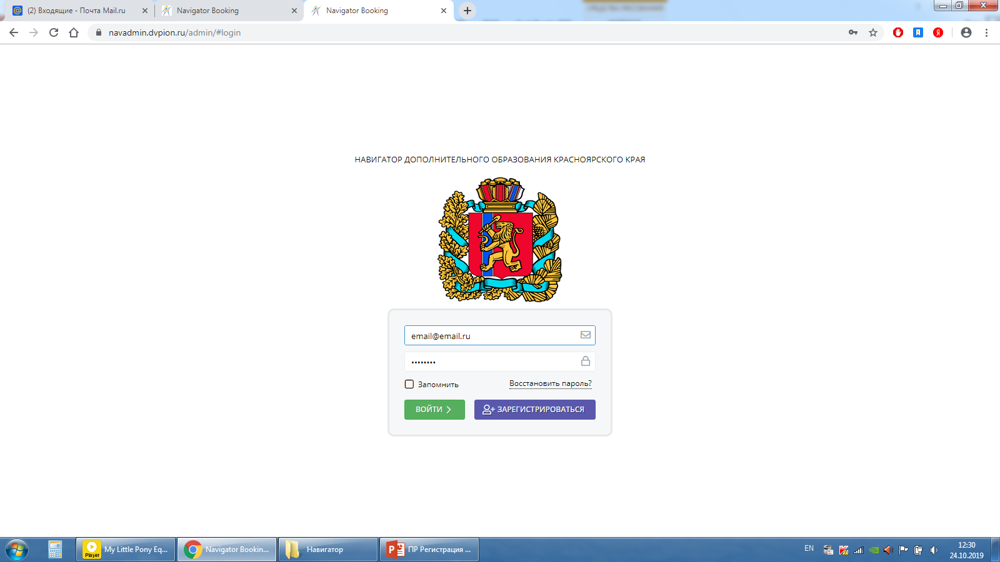 (2) Входящие - Почта Mail.ru
Navigator Booking
Navigator Booking
navadmin.dvpion.ru/admin/#login
НАВИГАТОР ДОПОЛНИТЕЛЬНОГО ОБРАЗОВАНИЯ КРАСНОЯРСКОГО КРАЯ
email@email.ru
••••••••
Запомнить
Восстановить пароль?
ВОЙТИ
ЗАРЕГИСТРИРОВАТЬСЯ
Player
My Little Pony Eq...
Navigator Bookin...
Навигатор
ПР Регистрация ...
EN
12:30
24.10.2019